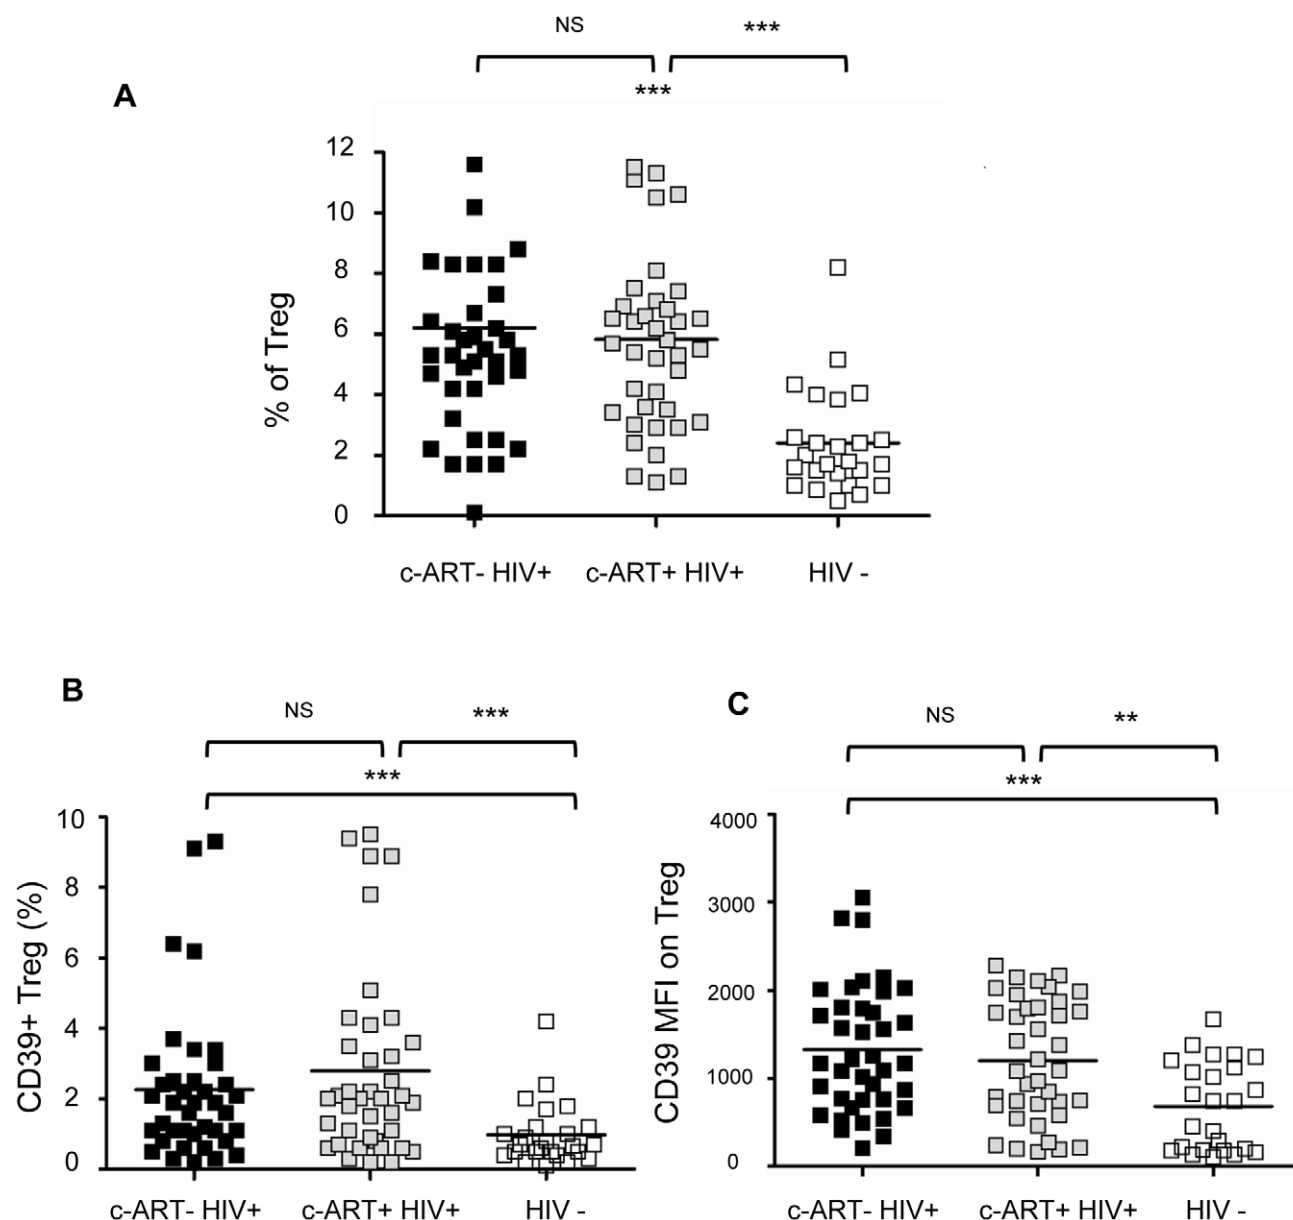 NS ***
***
A
12
10
8
6
4
2
0
% of Treg
c-ART- HIV+ c-ART+ HIV+ HIV -
B
NS ***
***
10
8
6
4
2
0
CD39+ Treg (%)
c-ART- HIV+ c-ART+ HIV+ HIV -
C
NS **
***
4000
3000
2000
1000
0
CD39 MFI on Treg
c-ART- HIV+ c-ART+ HIV+ HIV -